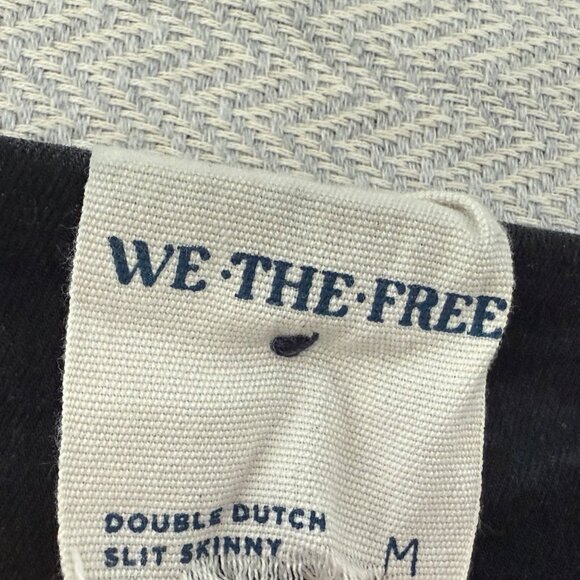 WE·THE·FREE
DOUBLE DUTCH
SLIT SKINNY
M